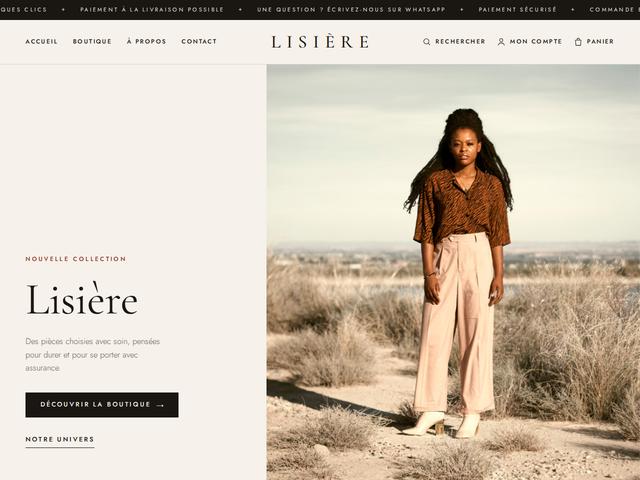 QUES CLICS ✦ PAIEMENT À LA LIVRAISON POSSIBLE ✦ UNE QUESTION ? ÉCRIVEZ-NOUS SUR WHATSAPP ✦ PAIEMENT SÉCURISÉ ✦ COMMANDE
ACCUEIL BOUTIQUE À PROPOS CONTACT LISIÈRE RECHERCHER MON COMPTE PANIER
NOUVELLE COLLECTION
Lisière
Des pièces choisies avec soin, pensées
pour durer et pour se porter avec
assurance.
DÉCOUVRIR LA BOUTIQUE →
NOTRE UNIVERS